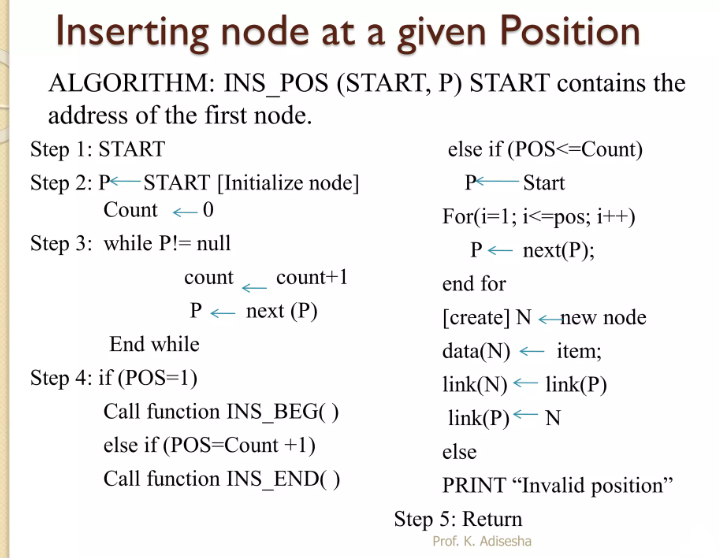 Inserting node at a given Position
ALGORITHM: INS_POS (START, P) START contains the
address of the first node.
Step 1: START
Step 2: P ← START [Initialize node]
Count ← 0
Step 3: while P!= null
count ← count+1
P ← next (P)
End while
Step 4: if (POS=1)
Call function INS_BEG( )
else if (POS=Count +1)
Call function INS_END( )
else if (POS<=Count)
P ← Start
For(i=1; i<=pos; i++)
P ← next(P);
end for
[create] N ← new node
data(N) ← item;
link(N) ← link(P)
link(P) ← N
else
PRINT “Invalid position”
Step 5: Return
Prof. K. Adisesha